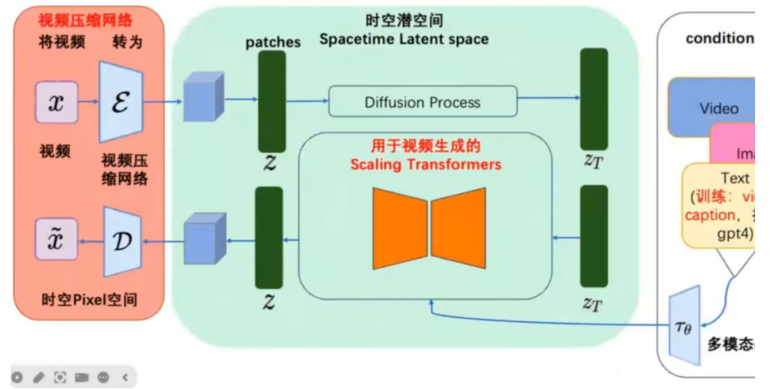 视频压缩网络
将视频 转为
x
ℰ
视频
视频压
缩网络
x̃
𝒟
时空Pixel空间
时空潜空间
Spacetime Latent space
patches
Diffusion Process
z
z_T
用于视频生成的
Scaling Transformers
z
z_T
condition
Video
Text
(训练:
caption,
gpt4)
τ_θ
多模态